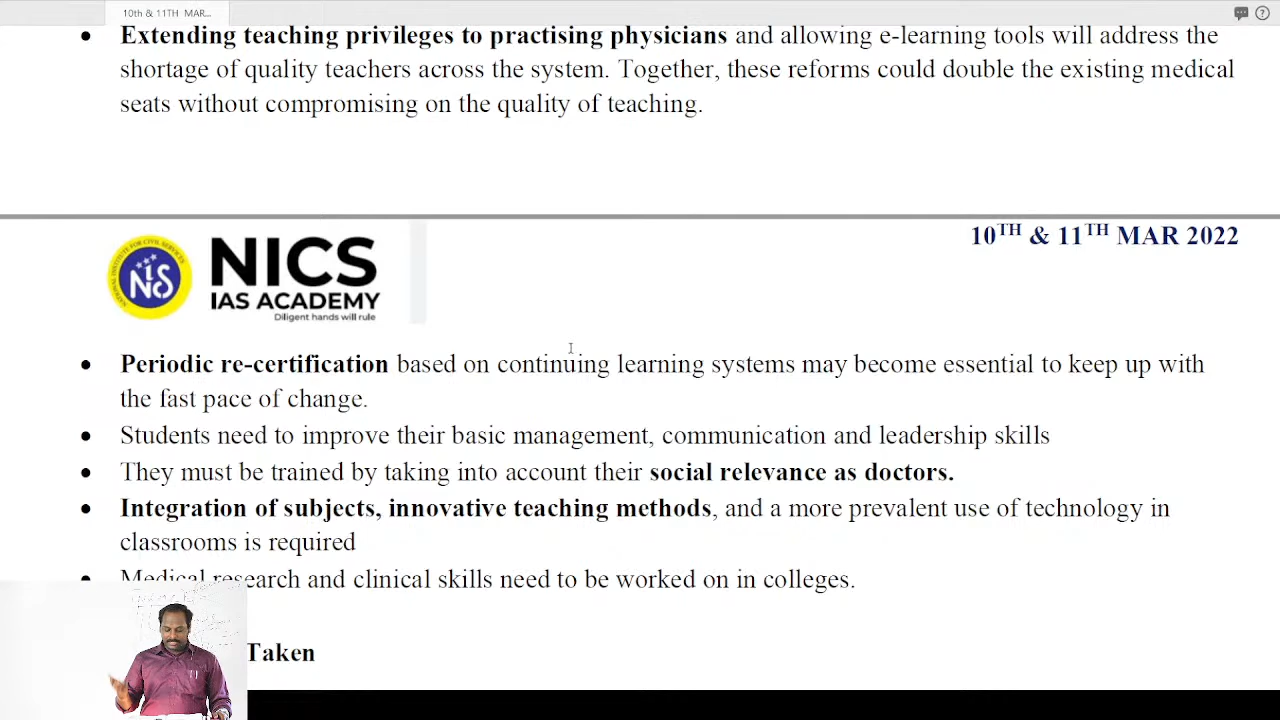 10th & 11TH MAR...
• Extending teaching privileges to practising physicians and allowing e-learning tools will address the
shortage of quality teachers across the system. Together, these reforms could double the existing medical
seats without compromising on the quality of teaching.
10TH & 11TH MAR 2022
NATIONAL INSTITUTE FOR CIVIL SERVICES
NICS
NICS
IAS ACADEMY
Diligent hands will rule
• Periodic re-certification based on continuing learning systems may become essential to keep up with
the fast pace of change.
• Students need to improve their basic management, communication and leadership skills
• They must be trained by taking into account their social relevance as doctors.
• Integration of subjects, innovative teaching methods, and a more prevalent use of technology in
classrooms is required
• Medical research and clinical skills need to be worked on in colleges.
Taken